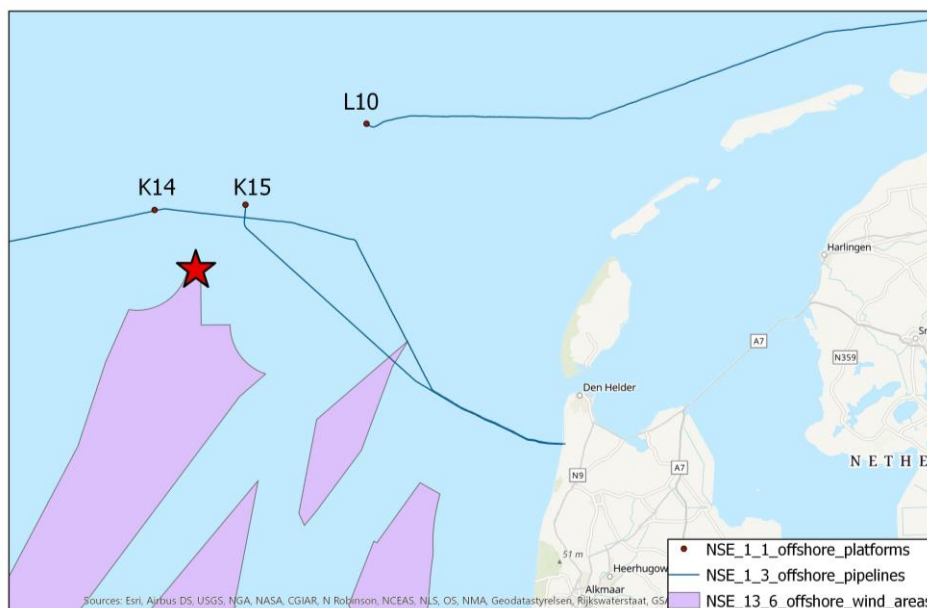 L10
K14
K15
Harlingen
A7
N359
Den Helder
N9
A7
51 m
Heerhugow
Alkmaar
NSE_1_1_offshore_platforms
NSE_1_3_offshore_pipelines
NSE_13_6_offshore_wind_areas
Sources: Esri, Airbus DS, USGS, NGA, NASA, CGIAR, N Robinson, NCEAS, NLS, OS, NMA, Geodatastyrelsen, Rijkswaterstaat, GSA